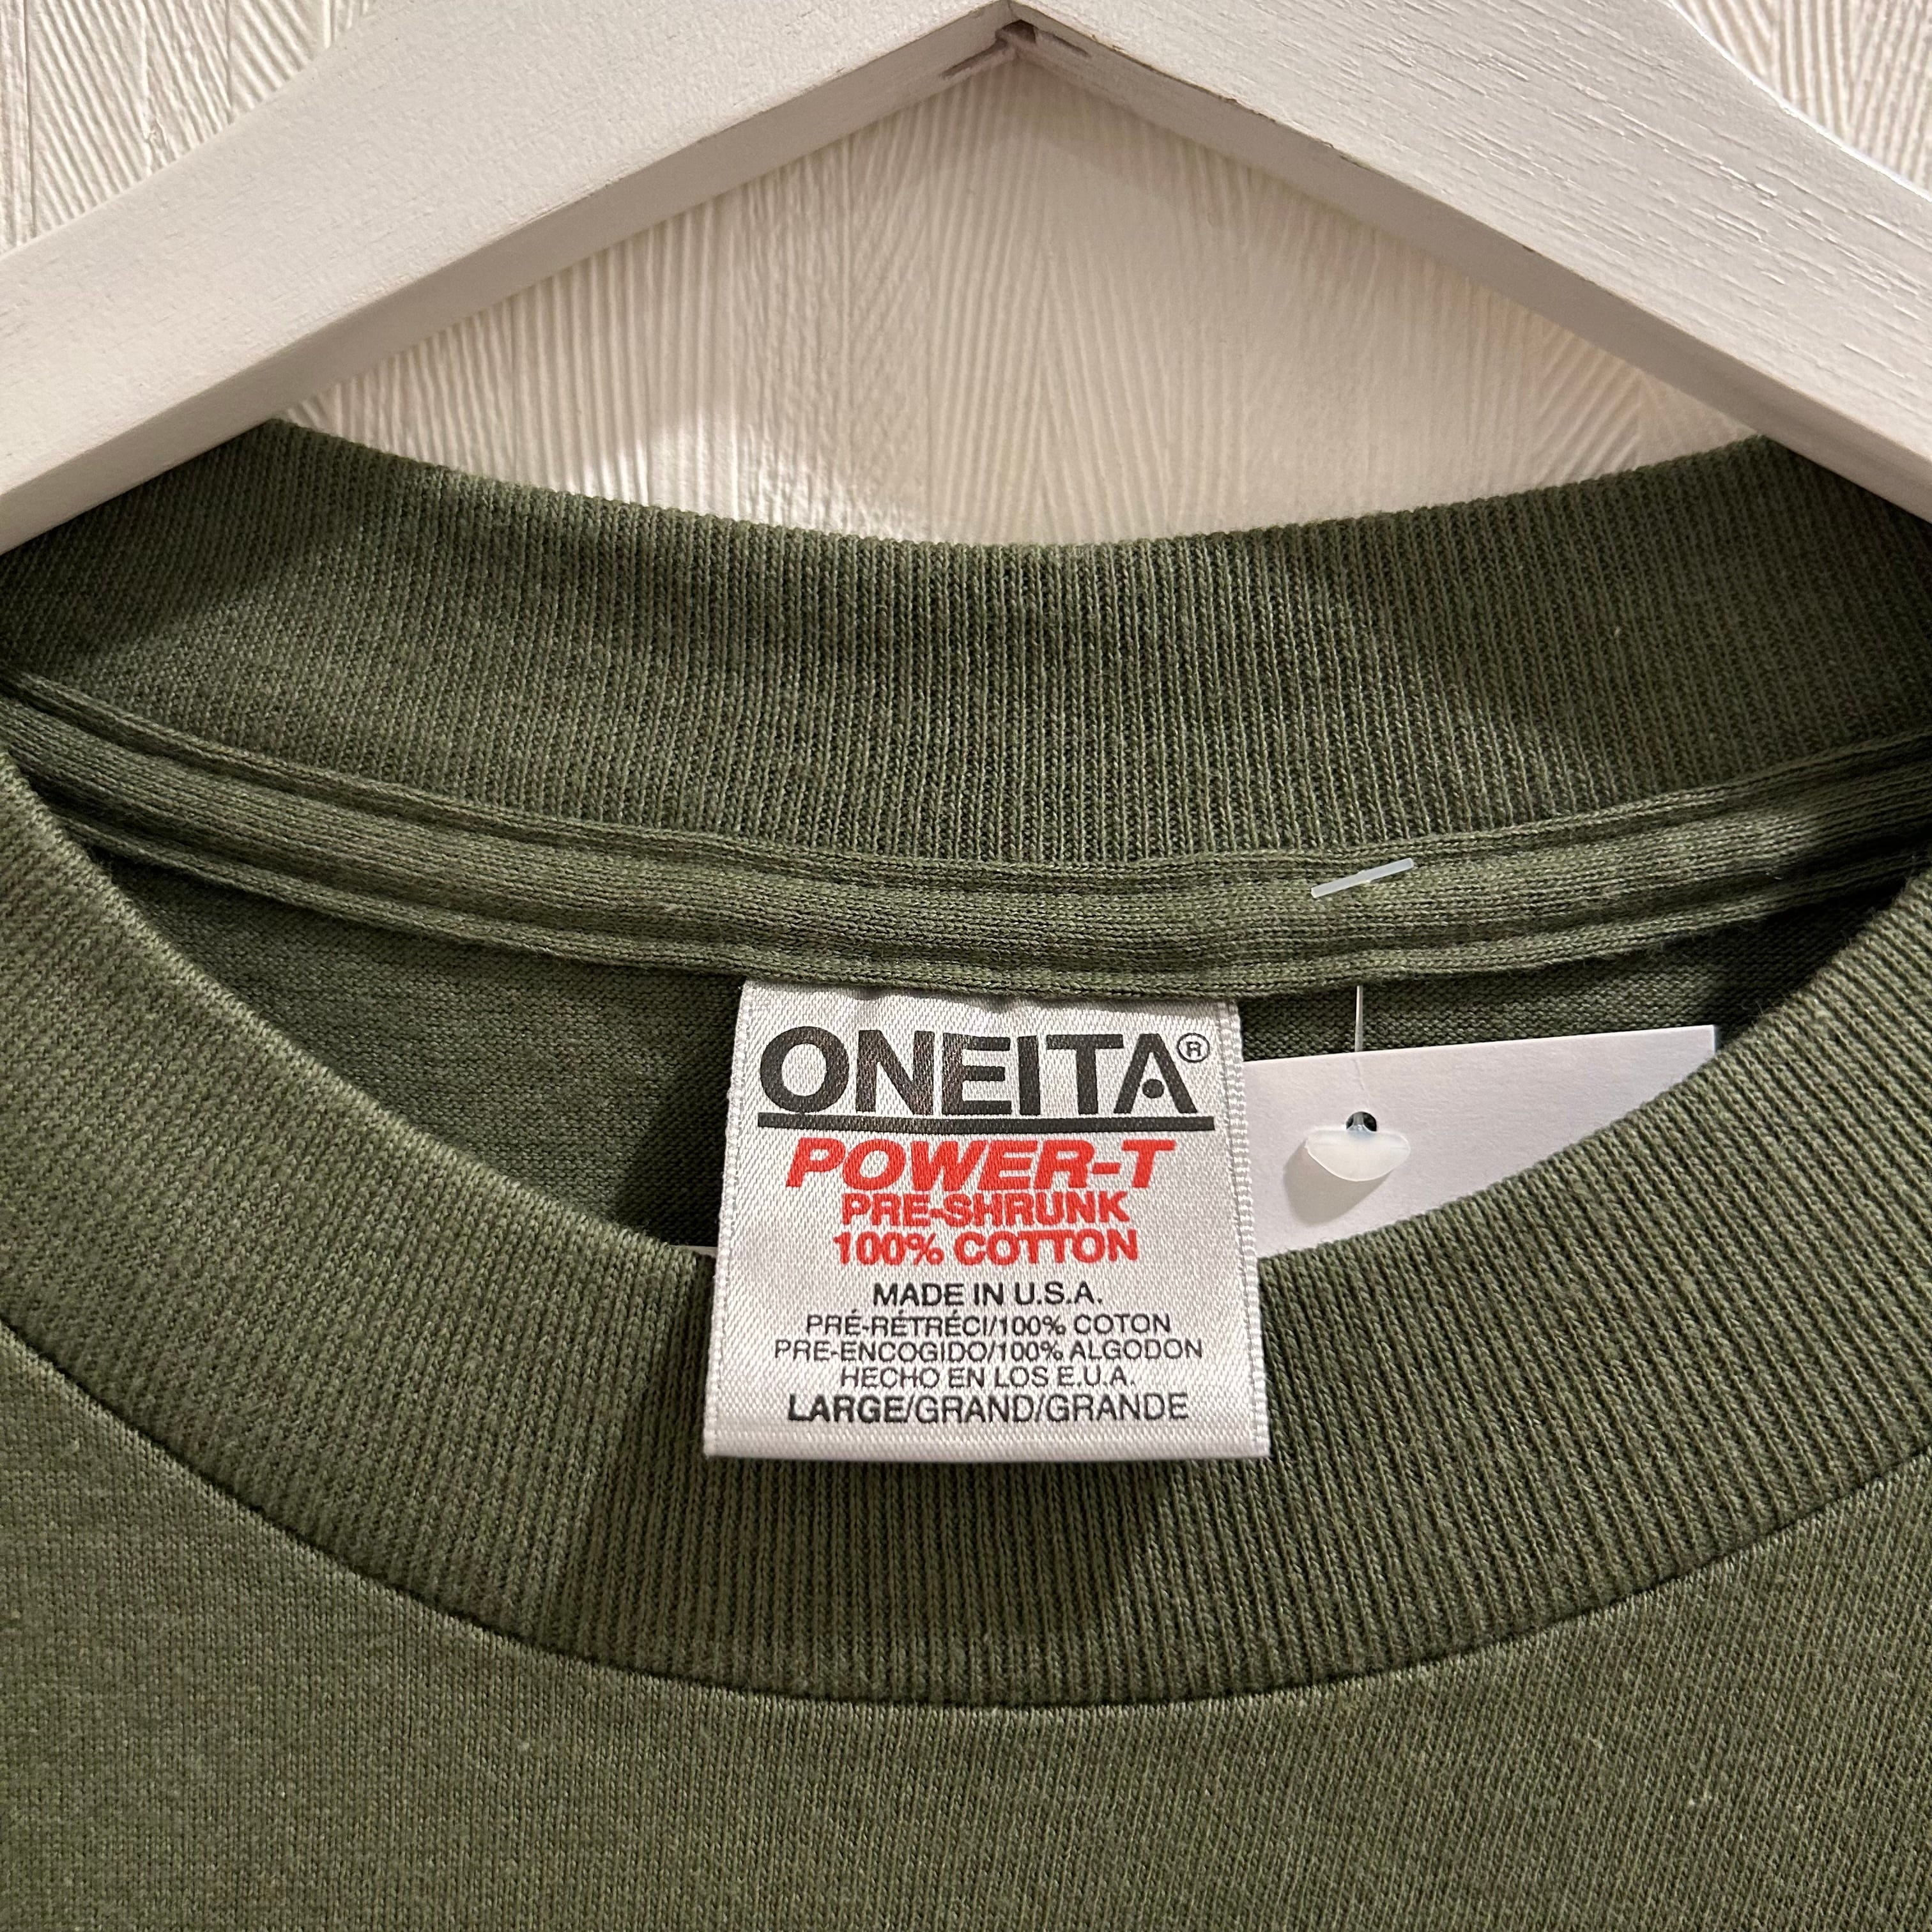 ONEITA®
POWER-T
PRE-SHRUNK
100% COTTON
MADE IN U.S.A.
PRÉ-RÉTRÉCI/100% COTON
PRE-ENCOGIDO/100% ALGODON
HECHO EN LOS E.U.A.
LARGE/GRAND/GRANDE